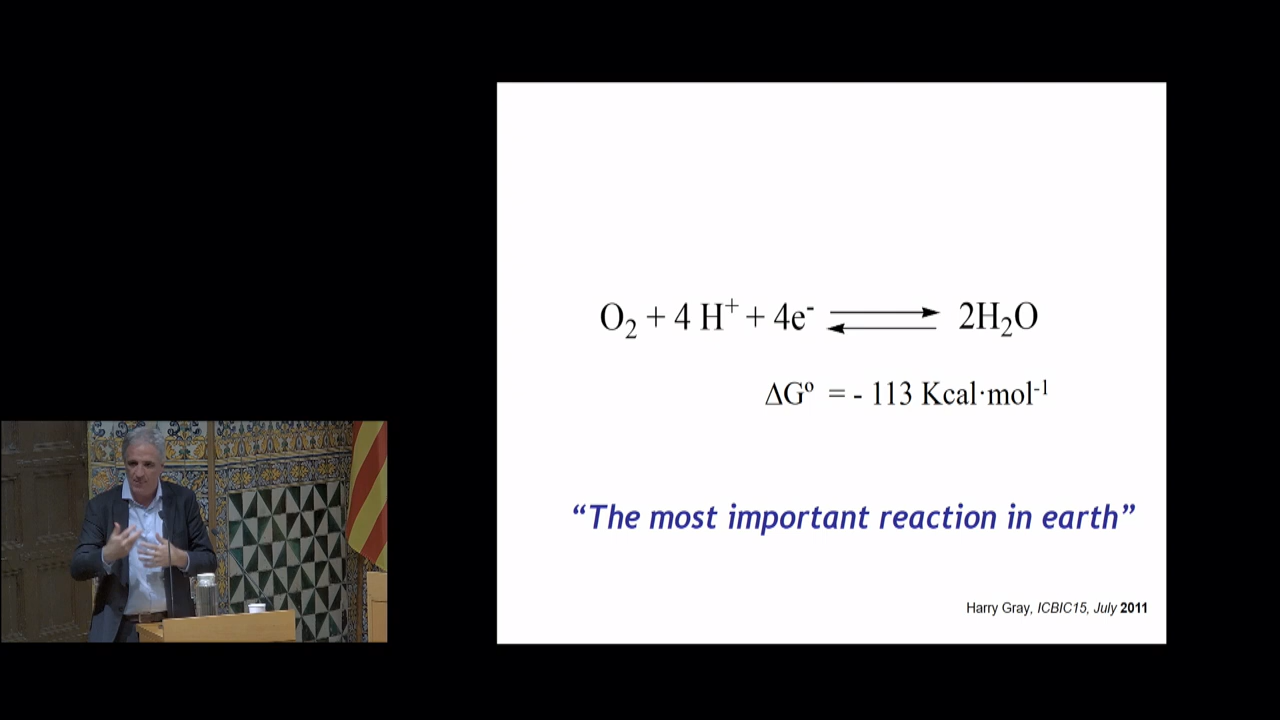 O₂ + 4 H⁺ + 4e⁻ ⇌ 2H₂O
ΔGº = - 113 Kcal·mol⁻¹
“The most important reaction in earth”
Harry Gray, ICBIC15, July 2011